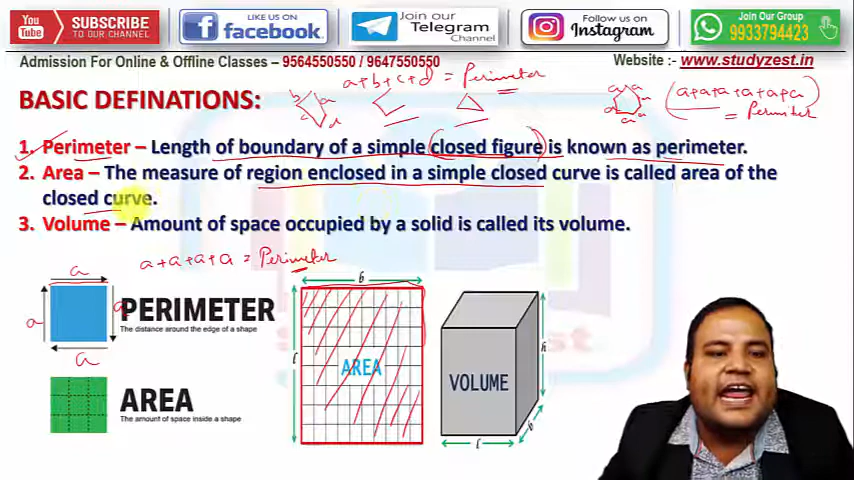 You Tube SUBSCRIBE TO OUR CHANNEL
LIKE US ON facebook
Join our Telegram Channel
Follow us on Instagram
Join Our Group 9933794423
Admission For Online & Offline Classes – 9564550550 / 9647550550
Website :- www.studyzest.in
a+b+c+d = Perimeter
b a c d
a a a a a a
(a+a+a+a+a+a) = Perimeter
BASIC DEFINATIONS:
1. Perimeter – Length of boundary of a simple closed figure is known as perimeter.
2. Area – The measure of region enclosed in a simple closed curve is called area of the
closed curve.
3. Volume – Amount of space occupied by a solid is called its volume.
a+a+a+a = Perimeter
a
a
a
a
PERIMETER
The distance around the edge of a shape
AREA
The amount of space inside a shape
b
l
AREA
VOLUME
h
b
l